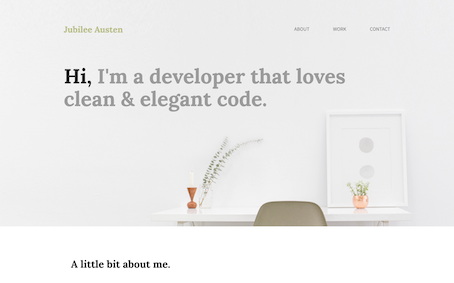 Jubilee Austen
ABOUT WORK CONTACT
Hi, I'm a developer that loves
clean & elegant code.
A little bit about me.